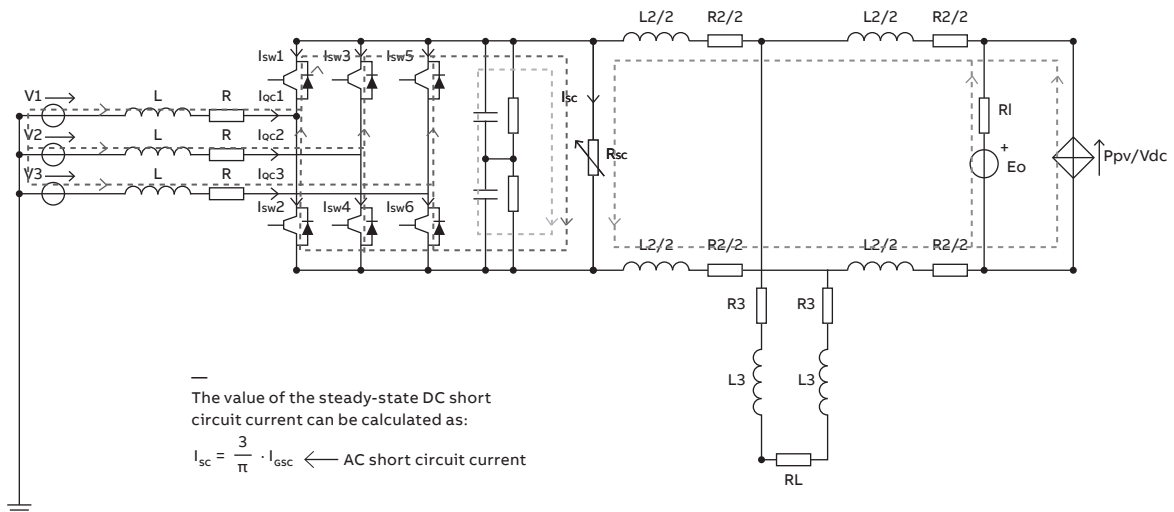 L2/2 R2/2 L2/2 R2/2
Isw1 Isw3 Isw5
V1 L R IQC1
V2 L R IQC2
V3 L R IQC3
Isw2 Isw4 Isw6
Isc
Rsc
Rl
+
Eo
Ppv/Vdc
L2/2 R2/2 L2/2 R2/2
R3 R3
L3 L3
RL
The value of the steady-state DC short
circuit current can be calculated as:
I_SC = 3/π · I_GSC ← AC short circuit current